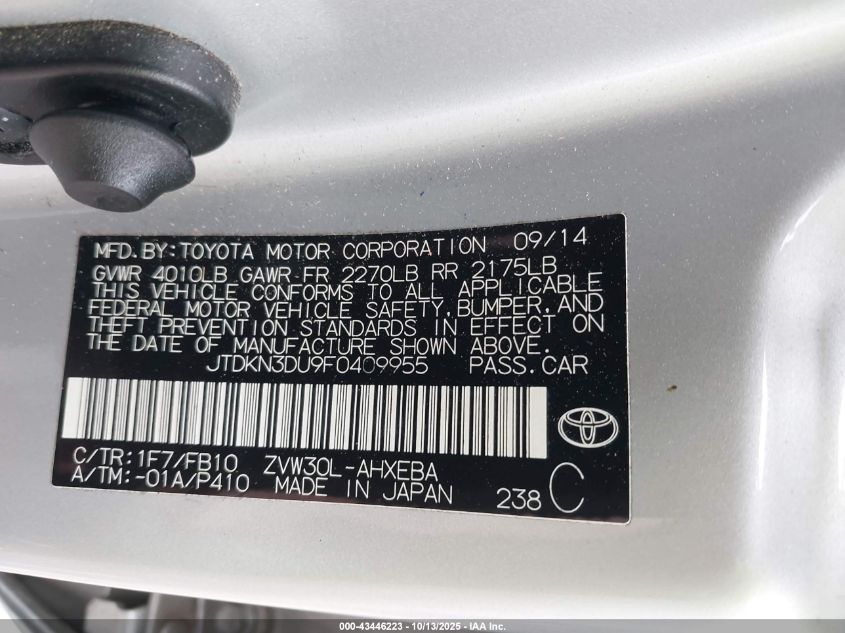 MFD.BY:TOYOTA MOTOR CORPORATION 09/14
GVWR 4010LB GAWR FR 2270LB RR 2175LB
THIS VEHICLE CONFORMS TO ALL APPLICABLE
FEDERAL MOTOR VEHICLE SAFETY,BUMPER,AND
THEFT PREVENTION STANDARDS IN EFFECT ON
THE DATE OF MANUFACTURE SHOWN ABOVE.
JTDKN3DU9F0409955 PASS.CAR
C/TR:1F7/FB10 ZVW30L-AHXEBA
A/TM:-01A/P410 MADE IN JAPAN
238 C
000-43446223 - 10/13/2025 - IAA Inc.